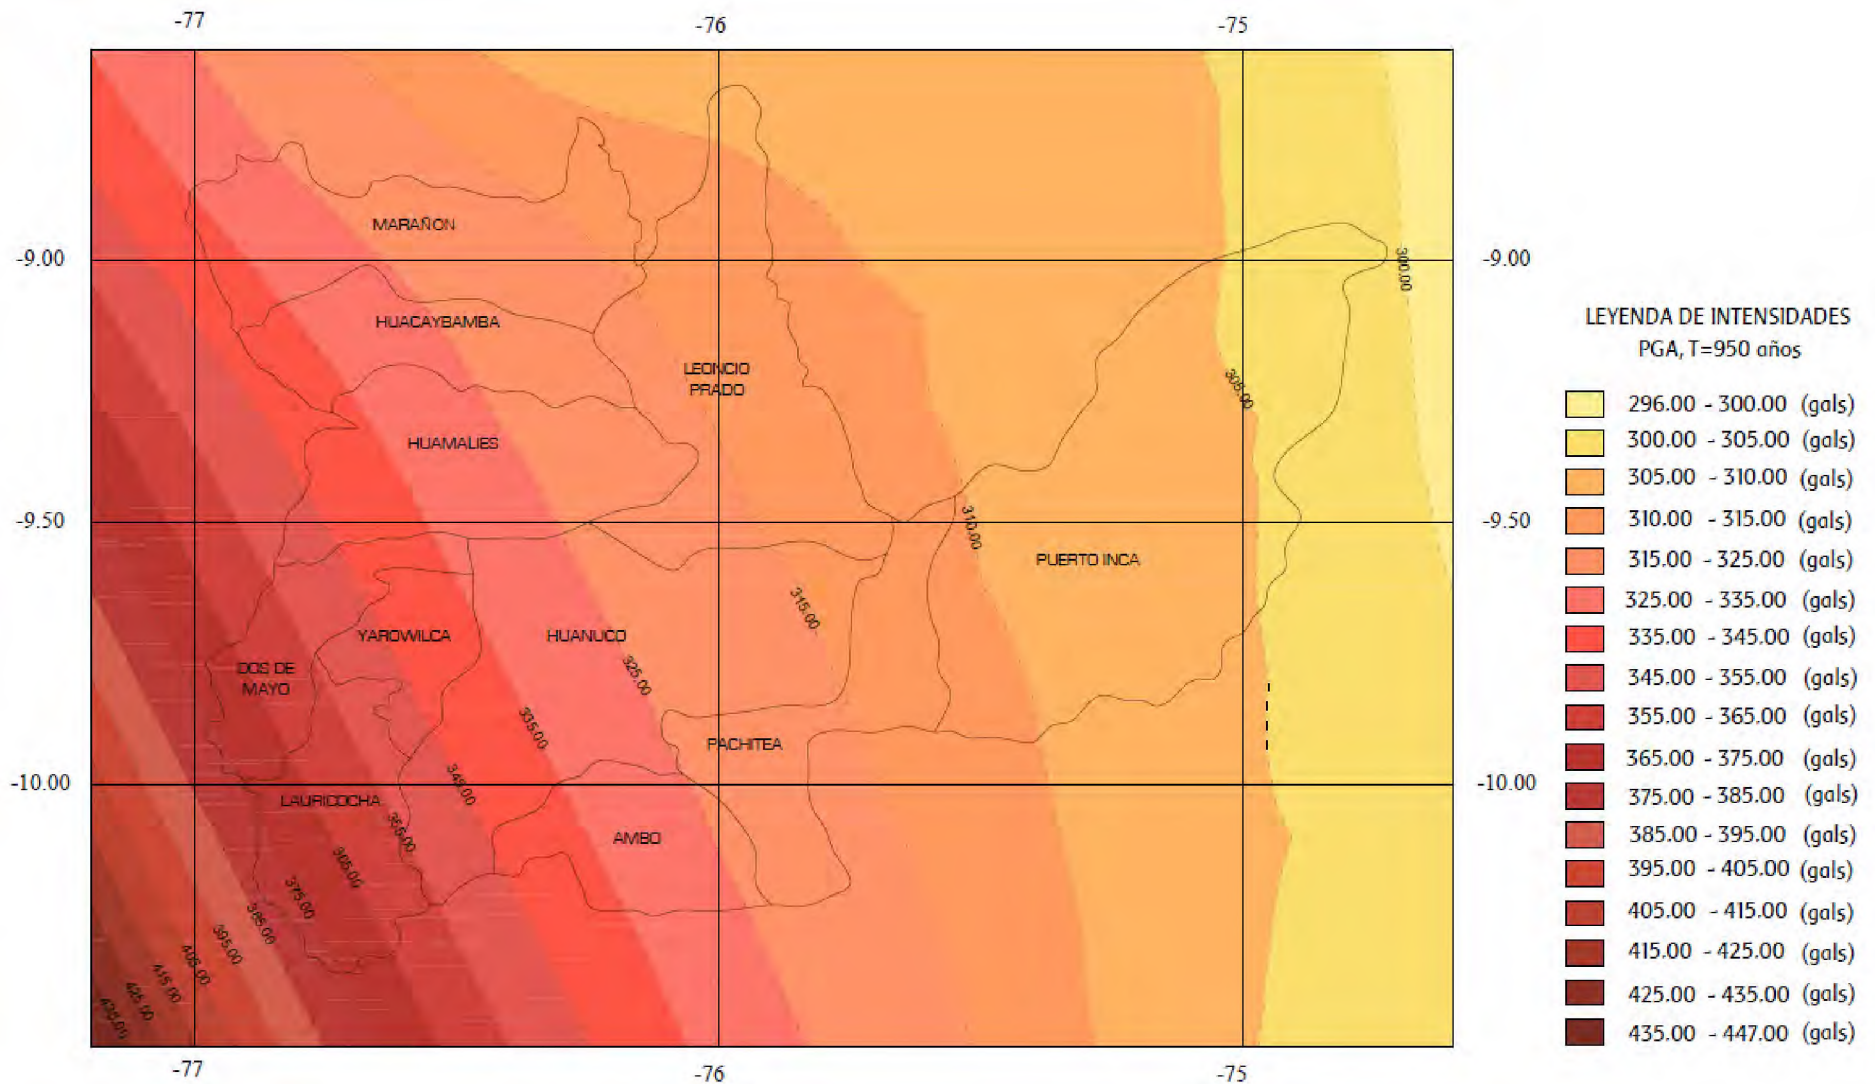 -77
-76
-75
MARAÑON
-9.00
-9.00
300.00
HUACAYBAMBA
LEONCIO
PRADO
305.00
HUAMALIES
-9.50
-9.50
310.00
PUERTO INCA
315.00
YAROWILCA
HUANUCO
325.00
DOS DE
MAYO
335.00
PACHITEA
345.00
-10.00
-10.00
LAURICOCHA
355.00
AMBO
365.00
375.00
385.00
395.00
405.00
415.00
425.00
435.00
-77
-76
-75
LEYENDA DE INTENSIDADES
PGA, T=950 años
296.00 - 300.00 (gals)
300.00 - 305.00 (gals)
305.00 - 310.00 (gals)
310.00 - 315.00 (gals)
315.00 - 325.00 (gals)
325.00 - 335.00 (gals)
335.00 - 345.00 (gals)
345.00 - 355.00 (gals)
355.00 - 365.00 (gals)
365.00 - 375.00 (gals)
375.00 - 385.00 (gals)
385.00 - 395.00 (gals)
395.00 - 405.00 (gals)
405.00 - 415.00 (gals)
415.00 - 425.00 (gals)
425.00 - 435.00 (gals)
435.00 - 447.00 (gals)